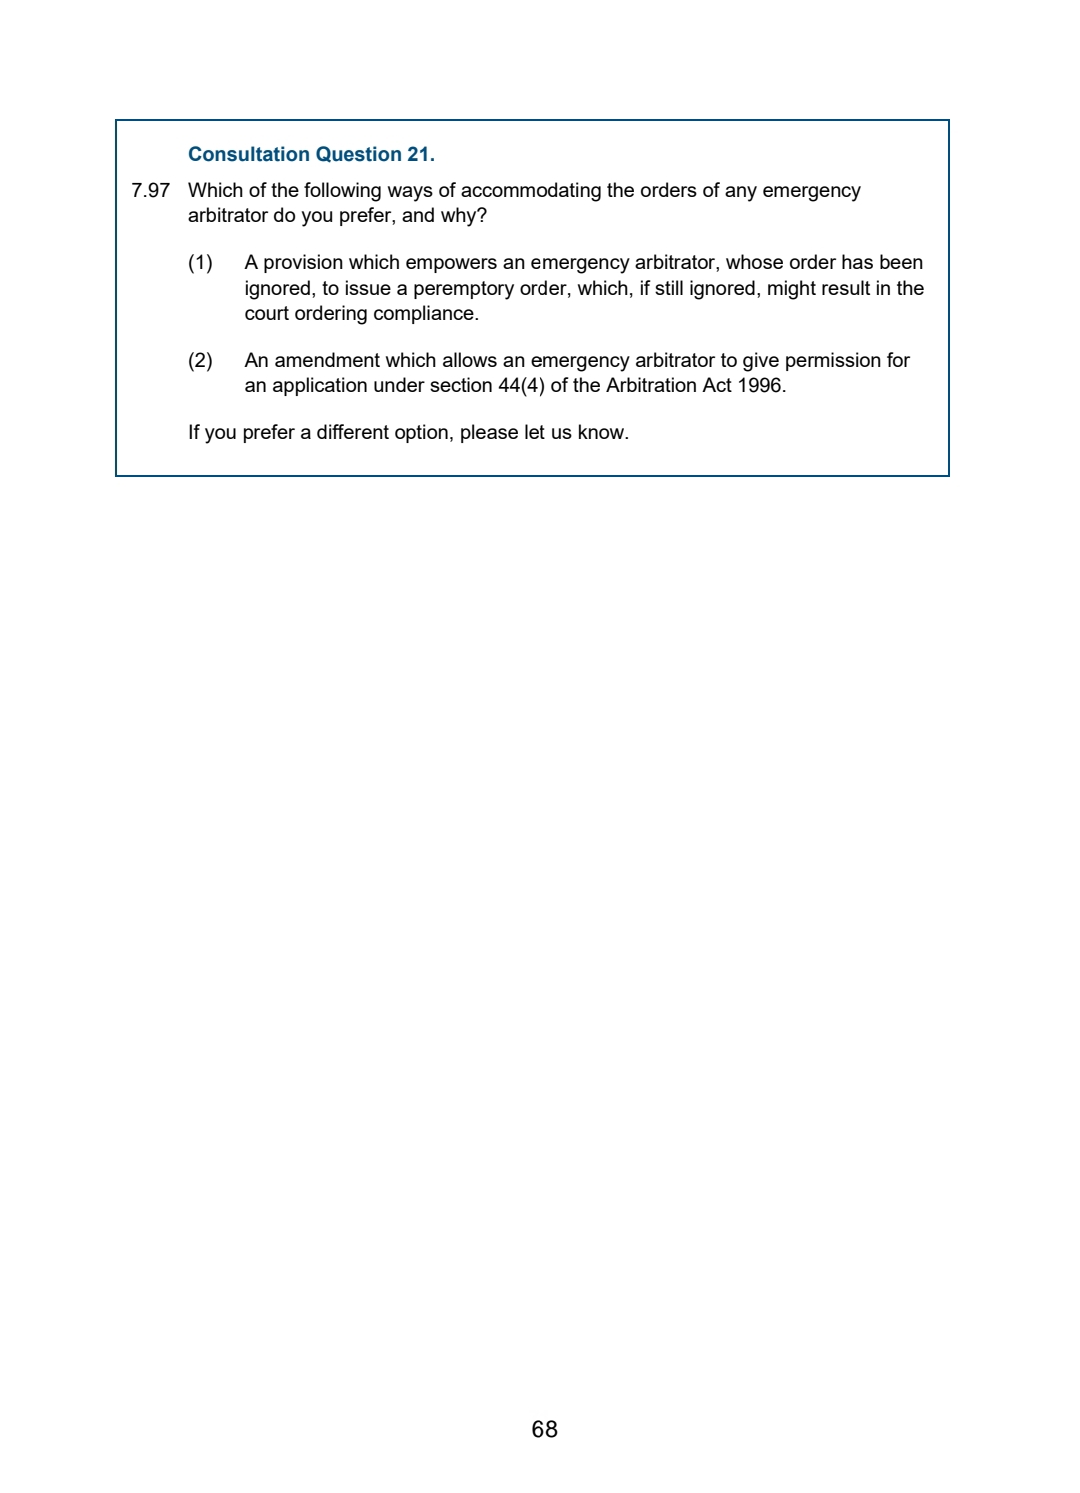 Consultation Question 21.
7.97 Which of the following ways of accommodating the orders of any emergency
arbitrator do you prefer, and why?
(1) A provision which empowers an emergency arbitrator, whose order has been
ignored, to issue a peremptory order, which, if still ignored, might result in the
court ordering compliance.
(2) An amendment which allows an emergency arbitrator to give permission for
an application under section 44(4) of the Arbitration Act 1996.
If you prefer a different option, please let us know.
68